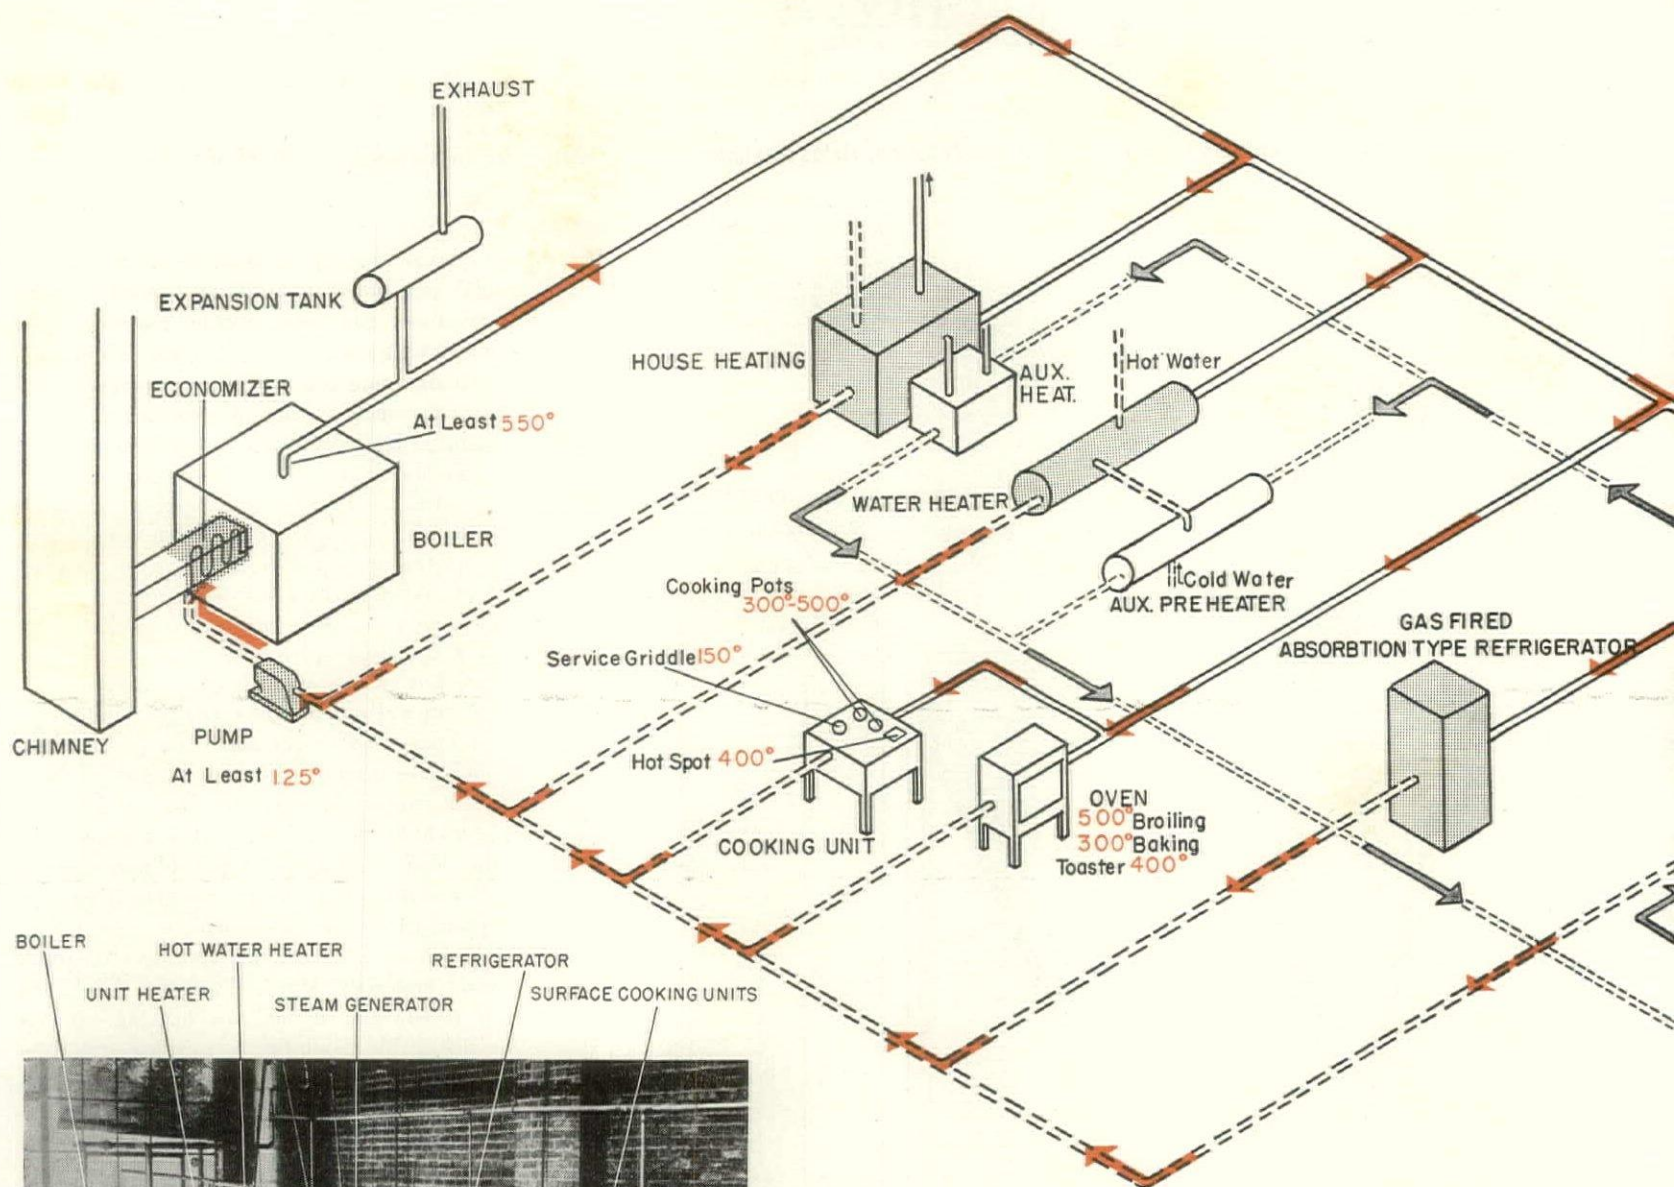 EXHAUST
EXPANSION TANK
ECONOMIZER
At Least 550°
BOILER
CHIMNEY
PUMP
At Least 125°
HOUSE HEATING
AUX.
HEAT.
Hot Water
WATER HEATER
Cold Water
AUX. PREHEATER
Cooking Pots
300°-500°
Service Griddle 150°
Hot Spot 400°
COOKING UNIT
OVEN
500° Broiling
300° Baking
Toaster 400°
GAS FIRED
ABSORBTION TYPE REFRIGERATOR
BOILER
HOT WATER HEATER
REFRIGERATOR
UNIT HEATER
STEAM GENERATOR
SURFACE COOKING UNITS